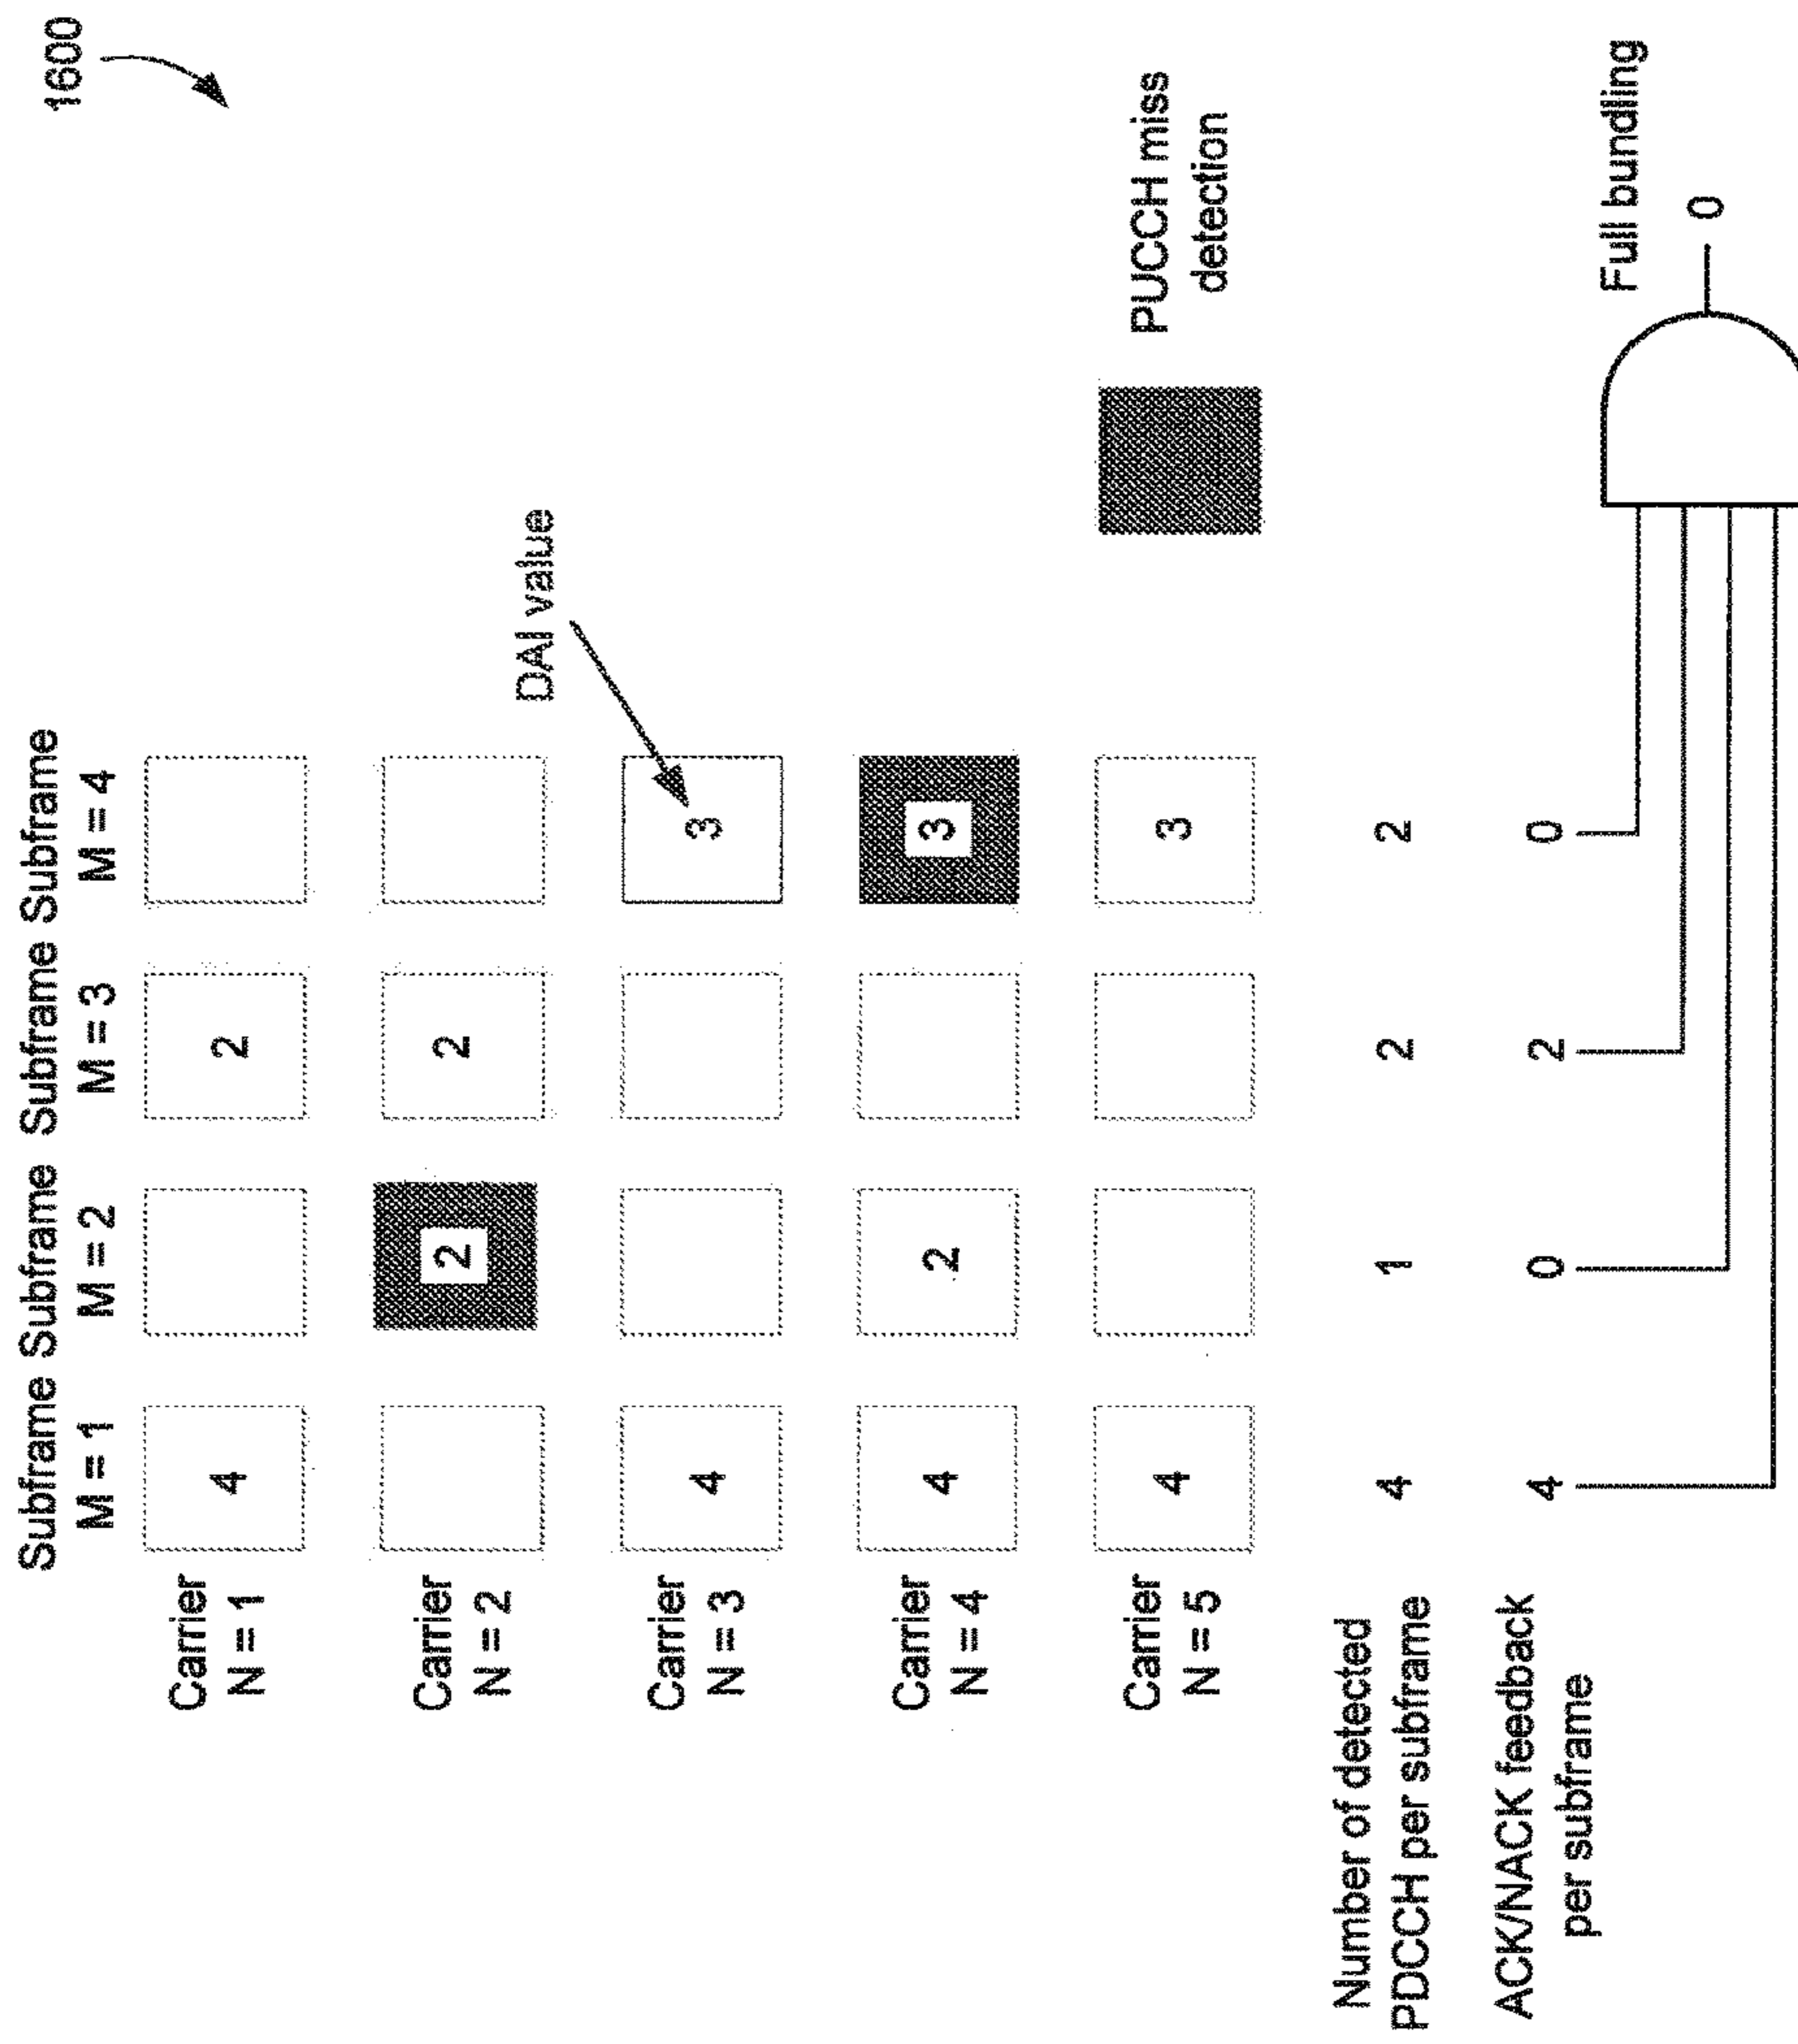 1600
Subframe Subframe Subframe Subframe
M = 1 M = 2 M = 3 M = 4
Carrier
N = 1
4 2
Carrier
N = 2
2 2
DAI value
Carrier
N = 3
4 3
Carrier
N = 4
4 2 3
Carrier
N = 5
4 3
PUCCH miss
detection
Number of detected
PDCCH per subframe
4 1 2 2
ACK/NACK feedback
per subframe
4 0 2 0
Full bundling
0